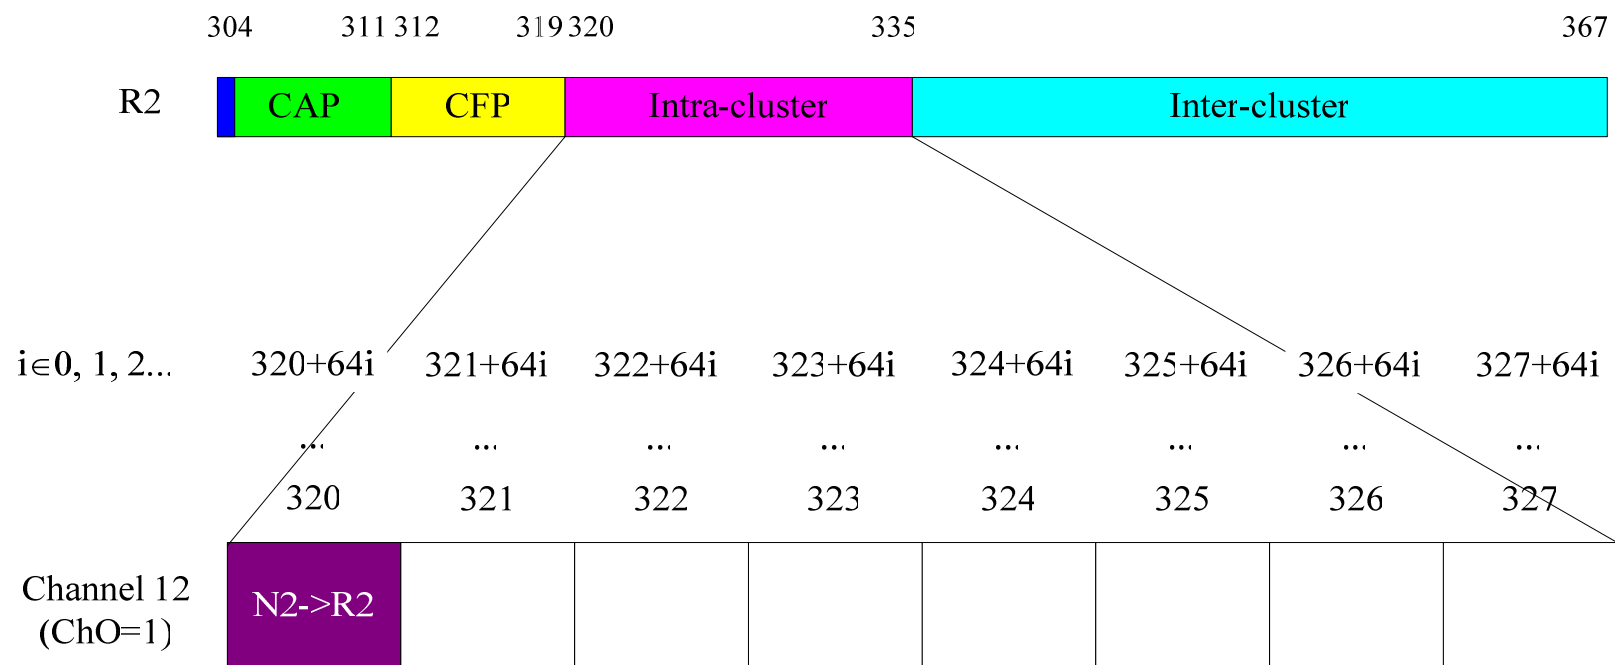 304 311 312 319 320 335 367
R2 CAP CFP Intra-cluster Inter-cluster
i∈0, 1, 2... 320+64i 321+64i 322+64i 323+64i 324+64i 325+64i 326+64i 327+64i
... ... ... ... ... ... ... ...
320 321 322 323 324 325 326 327
Channel 12
(ChO=1)
N2->R2